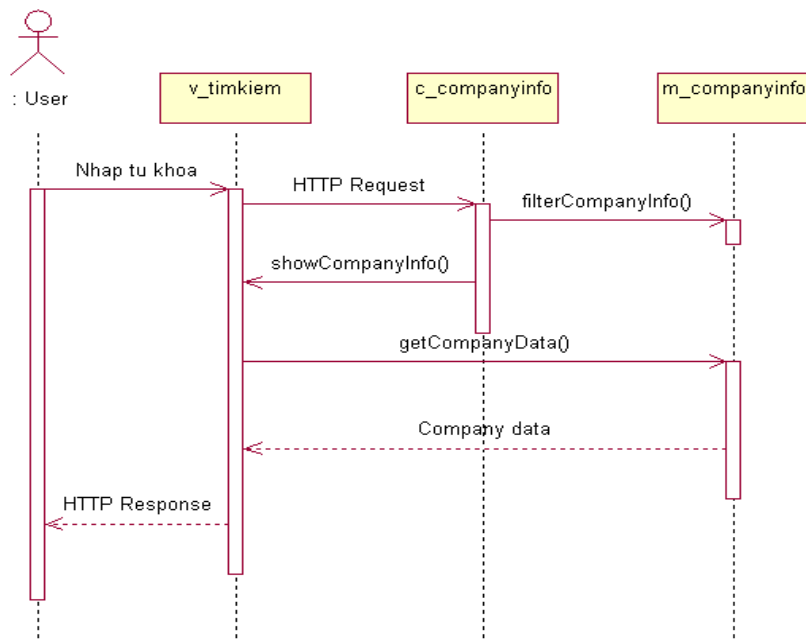 : User
v_timkiem
c_companyinfo
m_companyinfo
Nhap tu khoa
HTTP Request
filterCompanyInfo()
showCompanyInfo()
getCompanyData()
Company data
HTTP Response